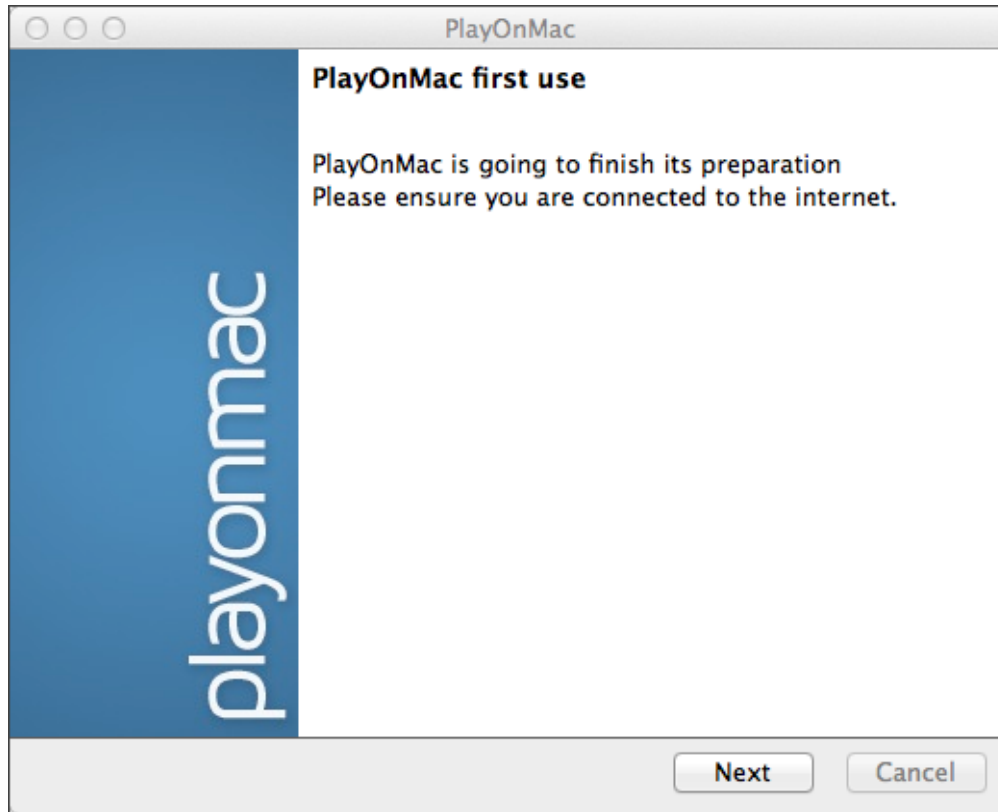 PlayOnMac
PlayOnMac first use
PlayOnMac is going to finish its preparation
Please ensure you are connected to the internet.
playonmac
Next
Cancel